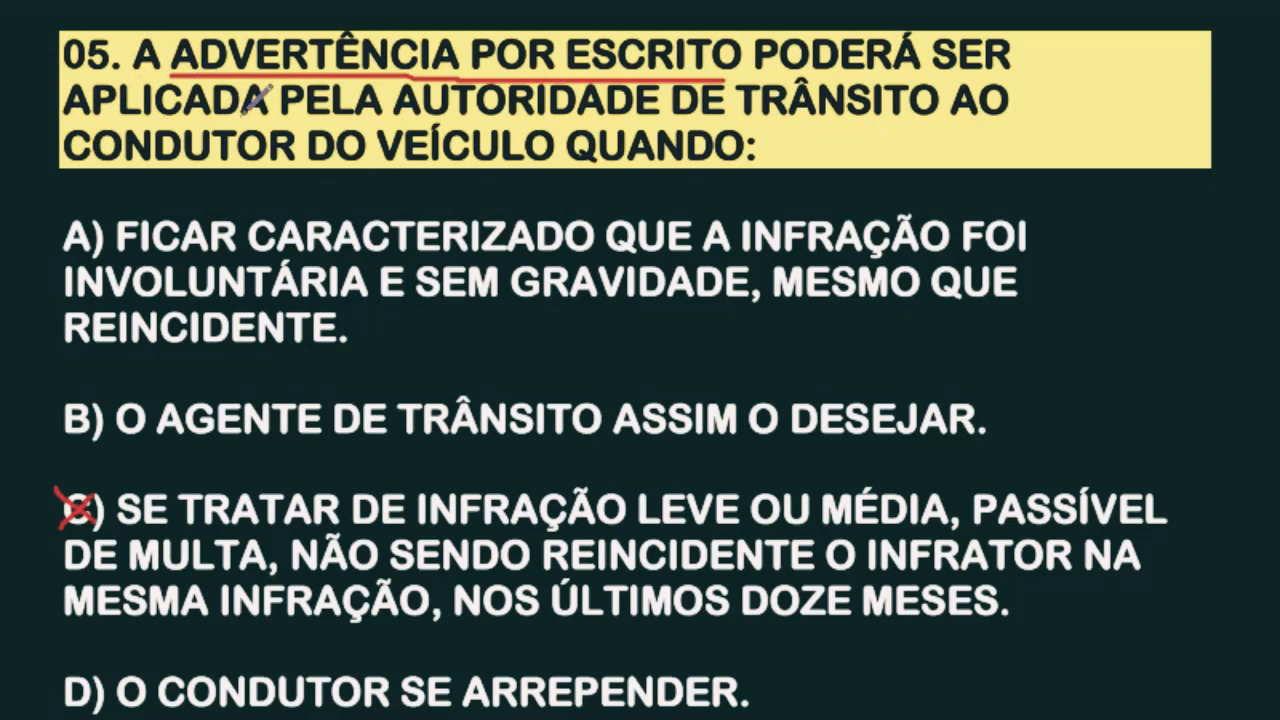 05. A ADVERTÊNCIA POR ESCRITO PODERÁ SER
APLICADA PELA AUTORIDADE DE TRÂNSITO AO
CONDUTOR DO VEÍCULO QUANDO:
A) FICAR CARACTERIZADO QUE A INFRAÇÃO FOI
INVOLUNTÁRIA E SEM GRAVIDADE, MESMO QUE
REINCIDENTE.
B) O AGENTE DE TRÂNSITO ASSIM O DESEJAR.
C) SE TRATAR DE INFRAÇÃO LEVE OU MÉDIA, PASSÍVEL
DE MULTA, NÃO SENDO REINCIDENTE O INFRATOR NA
MESMA INFRAÇÃO, NOS ÚLTIMOS DOZE MESES.
D) O CONDUTOR SE ARREPENDER.